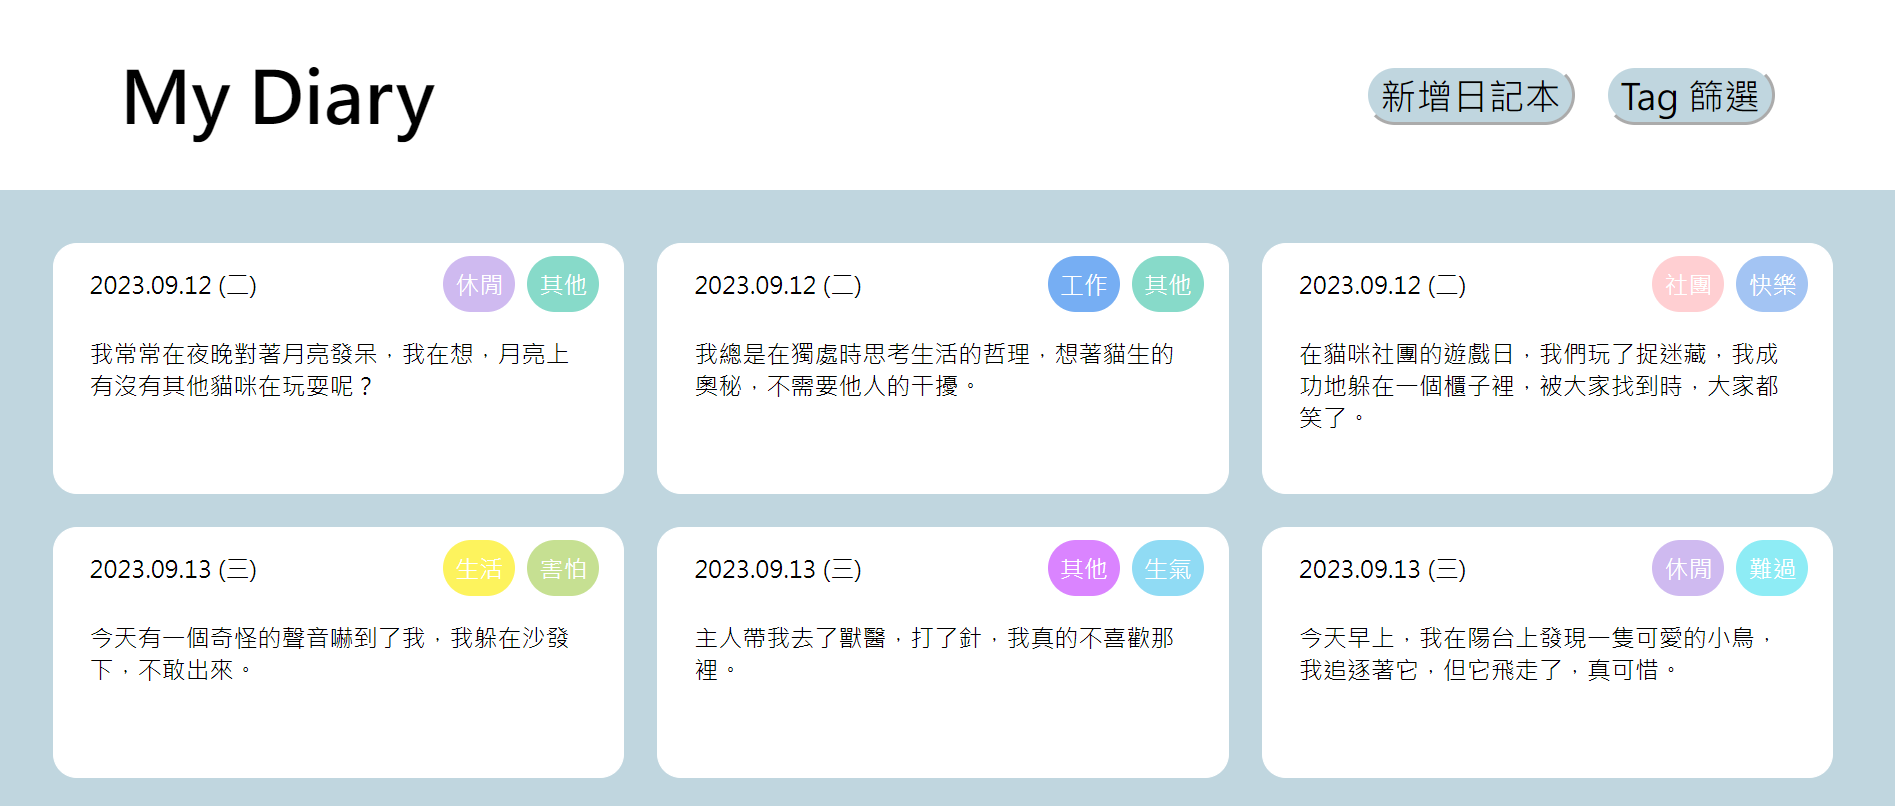 My Diary
新增日記本
Tag 篩選
2023.09.12 (二)
休閒
其他
我常常在夜晚對著月亮發呆，我在想，月亮上
有沒有其他貓咪在玩耍呢？
2023.09.12 (二)
工作
其他
我總是在獨處時思考生活的哲理，想著貓生的
奧秘，不需要他人的干擾。
2023.09.12 (二)
社團
快樂
在貓咪社團的遊戲日，我們玩了捉迷藏，我成
功地躲在一個櫃子裡，被大家找到時，大家都
笑了。
2023.09.13 (三)
生活
害怕
今天有一個奇怪的聲音嚇到了我，我躲在沙發
下，不敢出來。
2023.09.13 (三)
其他
生氣
主人帶我去了獸醫，打了針，我真的不喜歡那
裡。
2023.09.13 (三)
休閒
難過
今天早上，我在陽台上發現一隻可愛的小鳥，
我追逐著它，但它飛走了，真可惜。